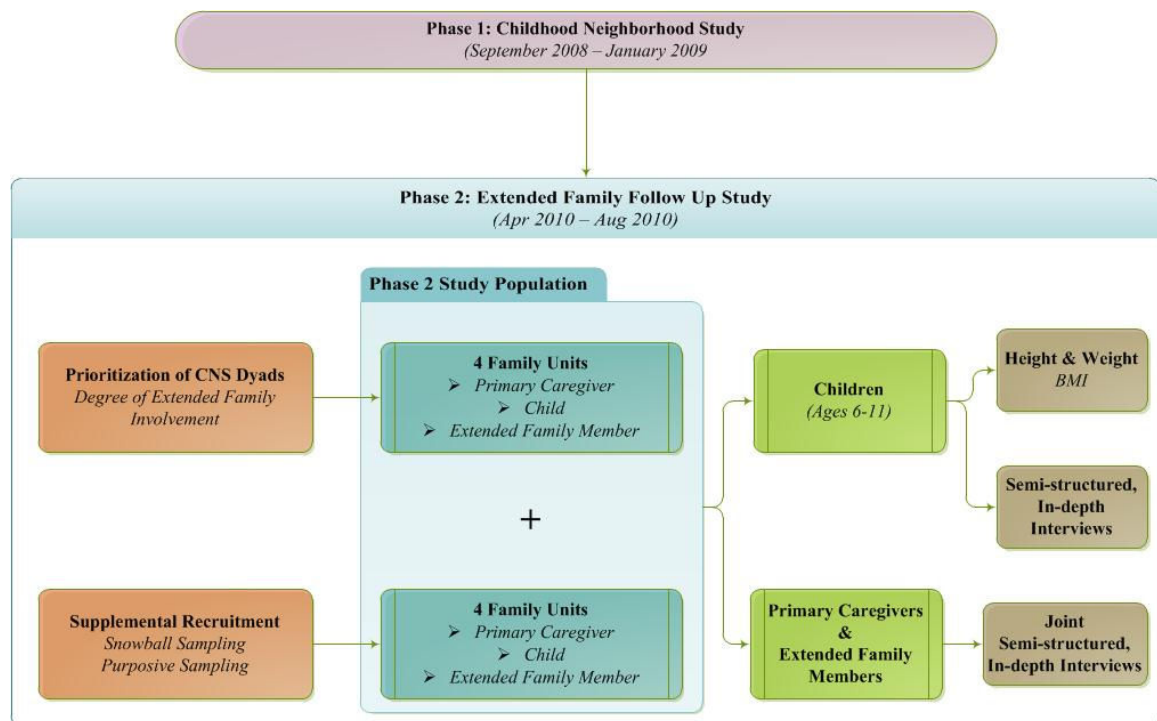 Phase 1: Childhood Neighborhood Study
(September 2008 – January 2009
Phase 2: Extended Family Follow Up Study
(Apr 2010 – Aug 2010)
Phase 2 Study Population
Prioritization of CNS Dyads
Degree of Extended Family
Involvement
4 Family Units
➢ Primary Caregiver
➢ Child
➢ Extended Family Member
Children
(Ages 6-11)
Height & Weight
BMI
Semi-structured,
In-depth
Interviews
+
Supplemental Recruitment
Snowball Sampling
Purposive Sampling
4 Family Units
➢ Primary Caregiver
➢ Child
➢ Extended Family Member
Primary Caregivers
&
Extended Family
Members
Joint
Semi-structured,
In-depth Interviews